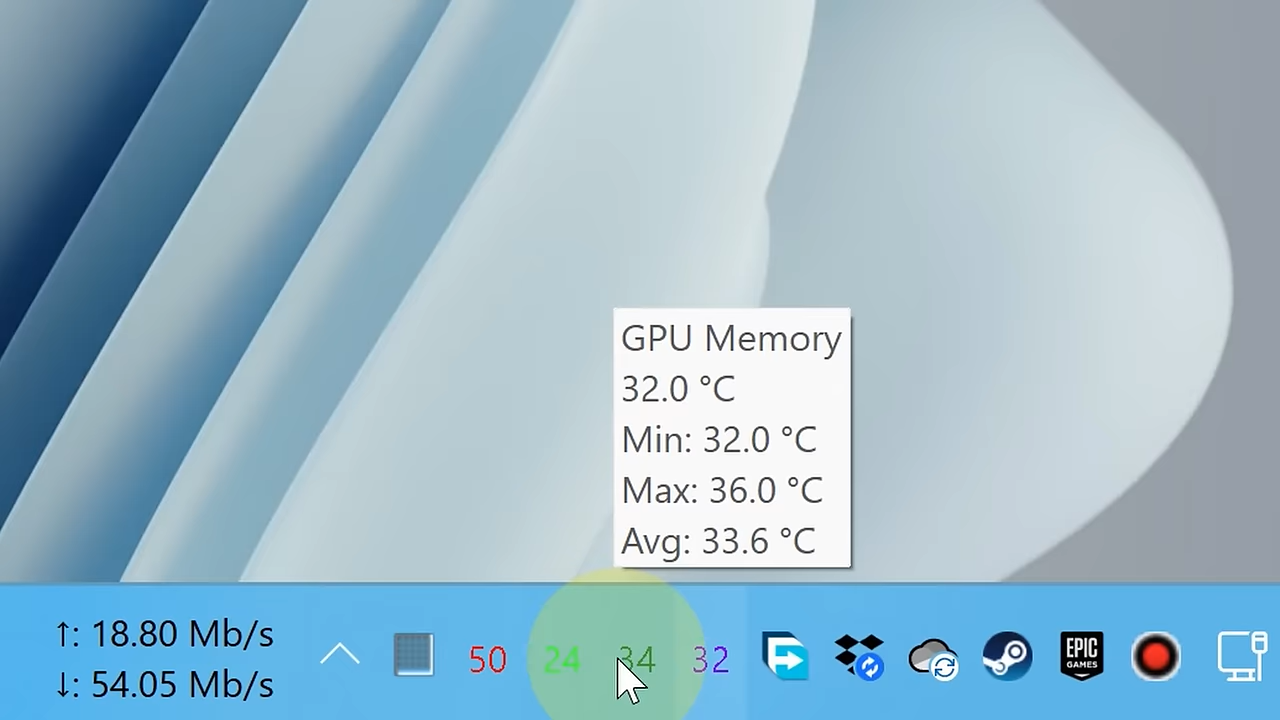 GPU Memory
32.0 °C
Min: 32.0 °C
Max: 36.0 °C
Avg: 33.6 °C
↑: 18.80 Mb/s
↓: 54.05 Mb/s
50 24 34 32
EPIC
GAMES